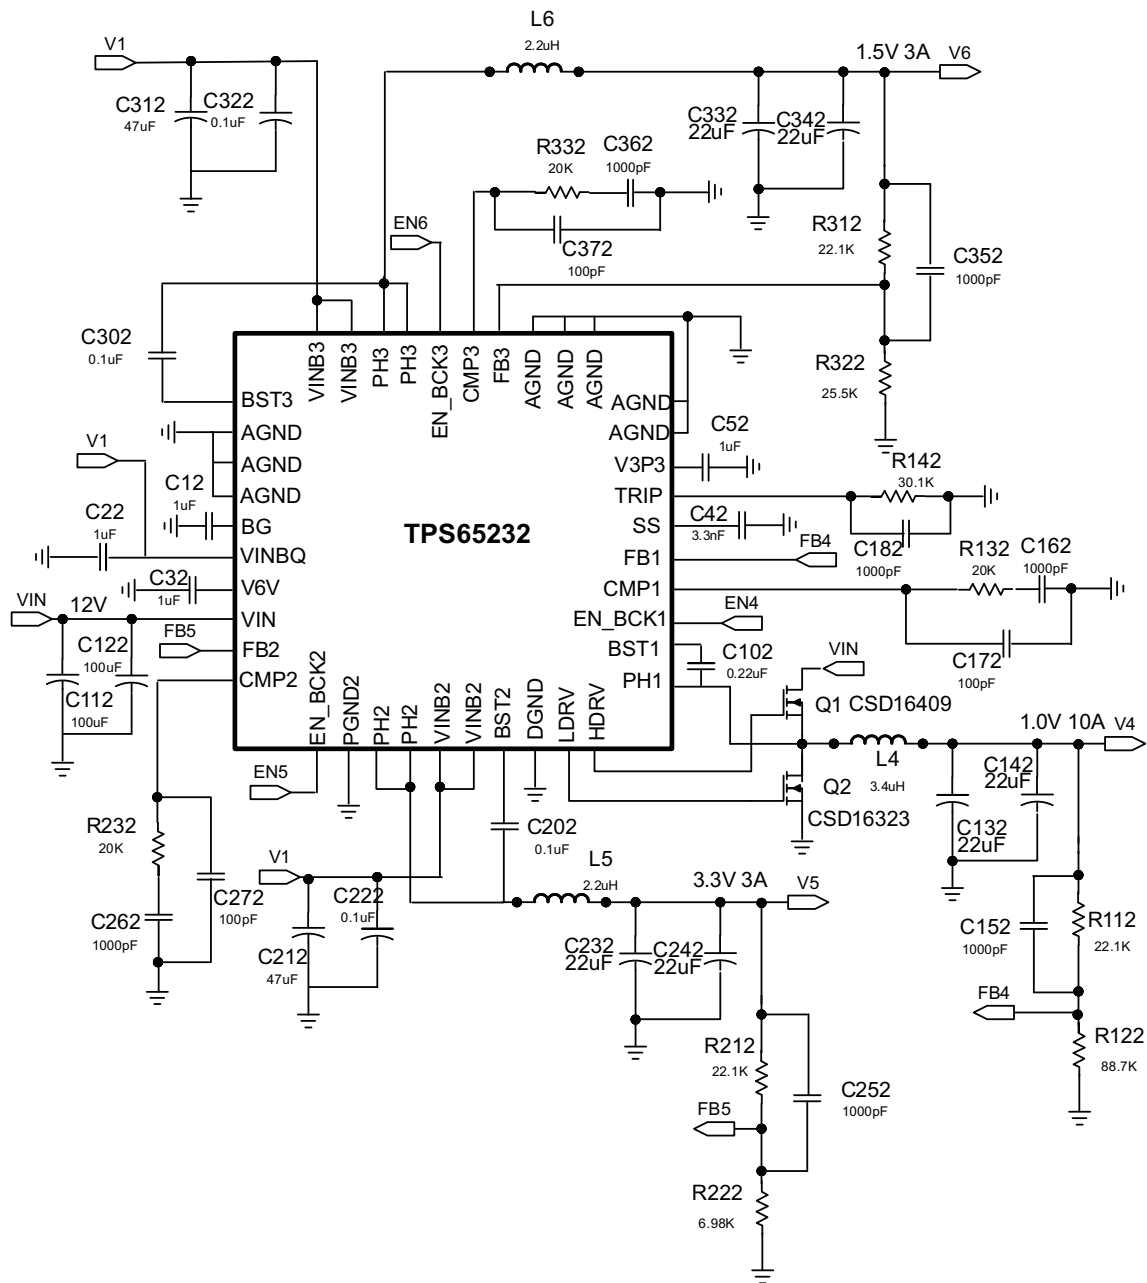 L6
2.2uH
V1
1.5V 3A
V6
C312
47uF
C322
0.1uF
C332
22uF
C342
22uF
R332
20K
C362
1000pF
EN6
C372
100pF
R312
22.1K
C352
1000pF
C302
0.1uF
R322
25.5K
VINB3
VINB3
PH3
PH3
EN_BCK3
CMP3
FB3
AGND
AGND
AGND
BST3
AGND
AGND
AGND
BG
VINBQ
V6V
VIN
FB2
CMP2
AGND
AGND
V3P3
TRIP
SS
FB1
CMP1
EN_BCK1
BST1
PH1
TPS65232
EN_BCK2
PGND2
PH2
PH2
VINB2
VINB2
BST2
DGND
LDRV
HDRV
V1
C12
1uF
C22
1uF
C32
1uF
VIN
12V
FB5
C122
100uF
C112
100uF
C52
1uF
R142
30.1K
C42
3.3nF
C182
1000pF
FB4
R132
20K
C162
1000pF
EN4
C172
100pF
C102
0.22uF
VIN
Q1 CSD16409
1.0V 10A
V4
L4
3.4uH
Q2
CSD16323
C142
22uF
C132
22uF
EN5
R232
20K
C272
100pF
C262
1000pF
V1
C222
0.1uF
C212
47uF
C202
0.1uF
L5
2.2uH
3.3V 3A
V5
C232
22uF
C242
22uF
C152
1000pF
R112
22.1K
FB4
R122
88.7K
R212
22.1K
C252
1000pF
FB5
R222
6.98K